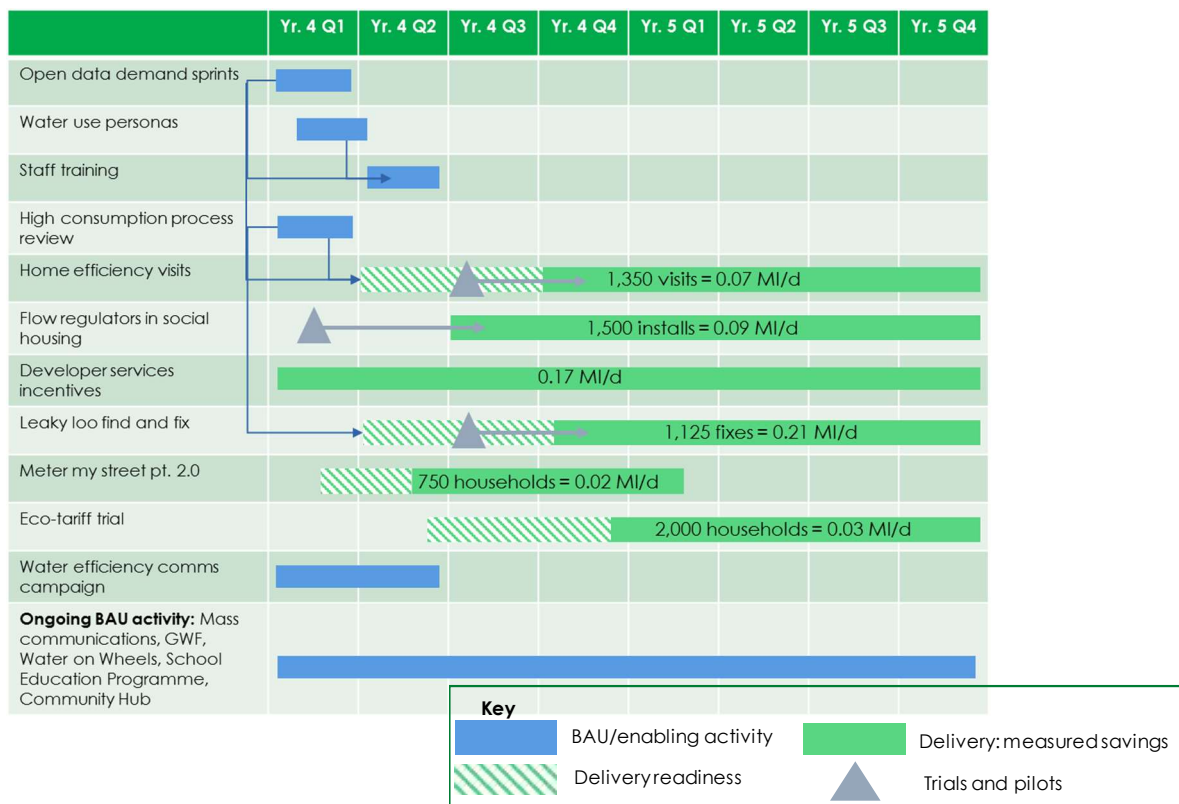 Yr. 4 Q1 Yr. 4 Q2 Yr. 4 Q3 Yr. 4 Q4 Yr. 5 Q1 Yr. 5 Q2 Yr. 5 Q3 Yr. 5 Q4
Open data demand sprints
Water use personas
Staff training
High consumption process
review
Home efficiency visits
1,350 visits = 0.07 Ml/d
Flow regulators in social
housing
1,500 installs = 0.09 Ml/d
Developer services
incentives
0.17 Ml/d
Leaky loo find and fix
1,125 fixes = 0.21 Ml/d
Meter my street pt. 2.0
750 households = 0.02 Ml/d
Eco-tariff trial
2,000 households = 0.03 Ml/d
Water efficiency comms
campaign
Ongoing BAU activity: Mass
communications, GWF,
Water on Wheels, School
Education Programme,
Community Hub
Key
BAU/enabling activity
Delivery: measured savings
Delivery readiness
Trials and pilots